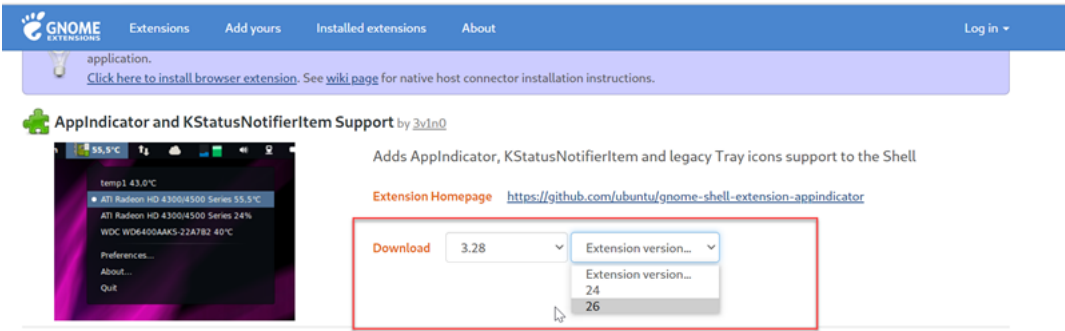 GNOME EXTENSIONS Extensions Add yours Installed extensions About Log in
application.
Click here to install browser extension. See wiki page for native host connector installation instructions.
AppIndicator and KStatusNotifierItem Support by 3v1n0
55,5°C
temp1 43.0°C
ATI Radeon HD 4300/4500 Series 55.5°C
ATI Radeon HD 4300/4500 Series 24%
WDC WD6400AAKS-22A7B2 40°C
Preferences...
About...
Quit
Adds AppIndicator, KStatusNotifierItem and legacy Tray icons support to the Shell
Extension Homepage https://github.com/ubuntu/gnome-shell-extension-appindicator
Download 3.28 Extension version...
Extension version...
24
26